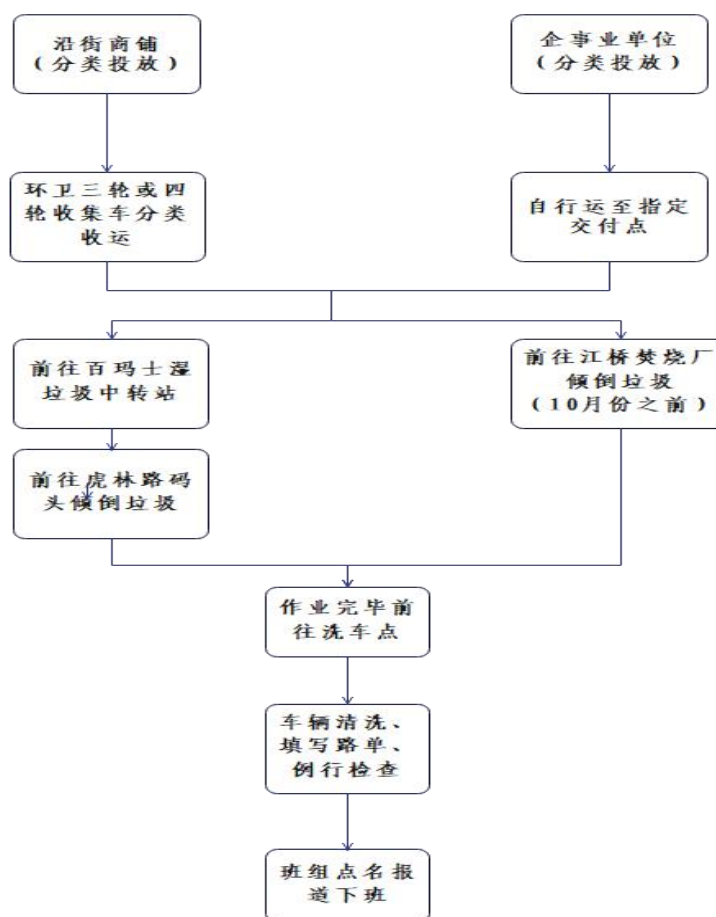 沿街商铺
（分类投放）
企事业单位
（分类投放）
环卫三轮或四
轮收集车分类
收运
自行运至指定
交付点
前往百玛士湿
垃圾中转站
前往江桥焚烧厂
倾倒垃圾
（10月份之前）
前往虎林路码
头倾倒垃圾
作业完毕前
往洗车点
车辆清洗、
填写路单、
例行检查
班组点名报
道下班